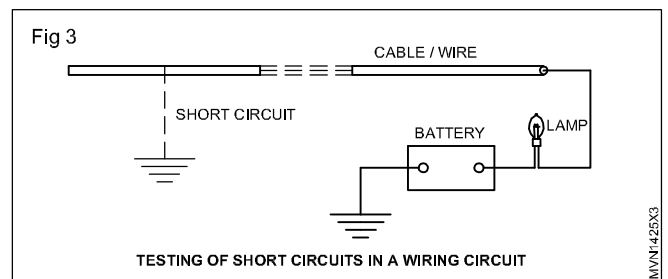 Fig 3
CABLE / WIRE
SHORT CIRCUIT
LAMP
BATTERY
TESTING OF SHORT CIRCUITS IN A WIRING CIRCUIT
MVN1425X3